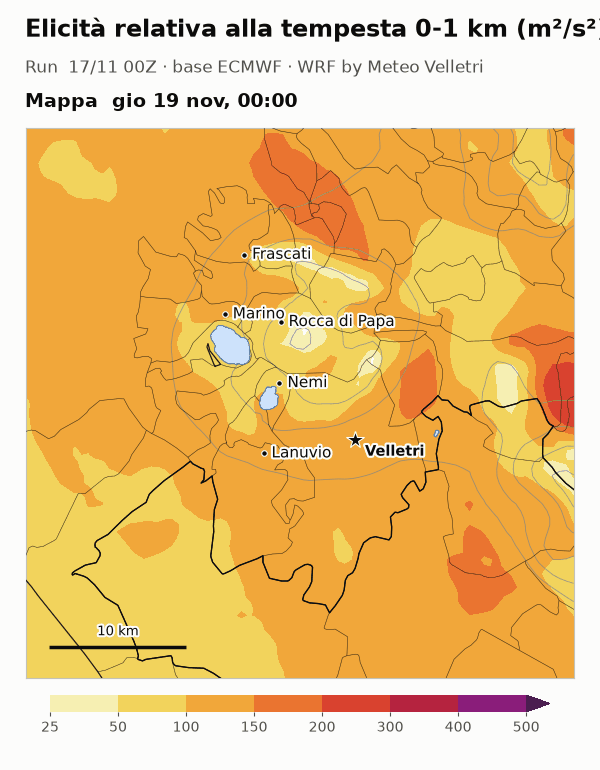 Elicità relativa alla tempesta 0-1 km (m²/s²)
Run 17/11 00Z · base ECMWF · WRF by Meteo Velletri
Mappa gio 19 nov, 00:00
Frascati
Marino
Rocca di Papa
Nemi
Velletri
Lanuvio
10 km
25 50 100 150 200 300 400 500